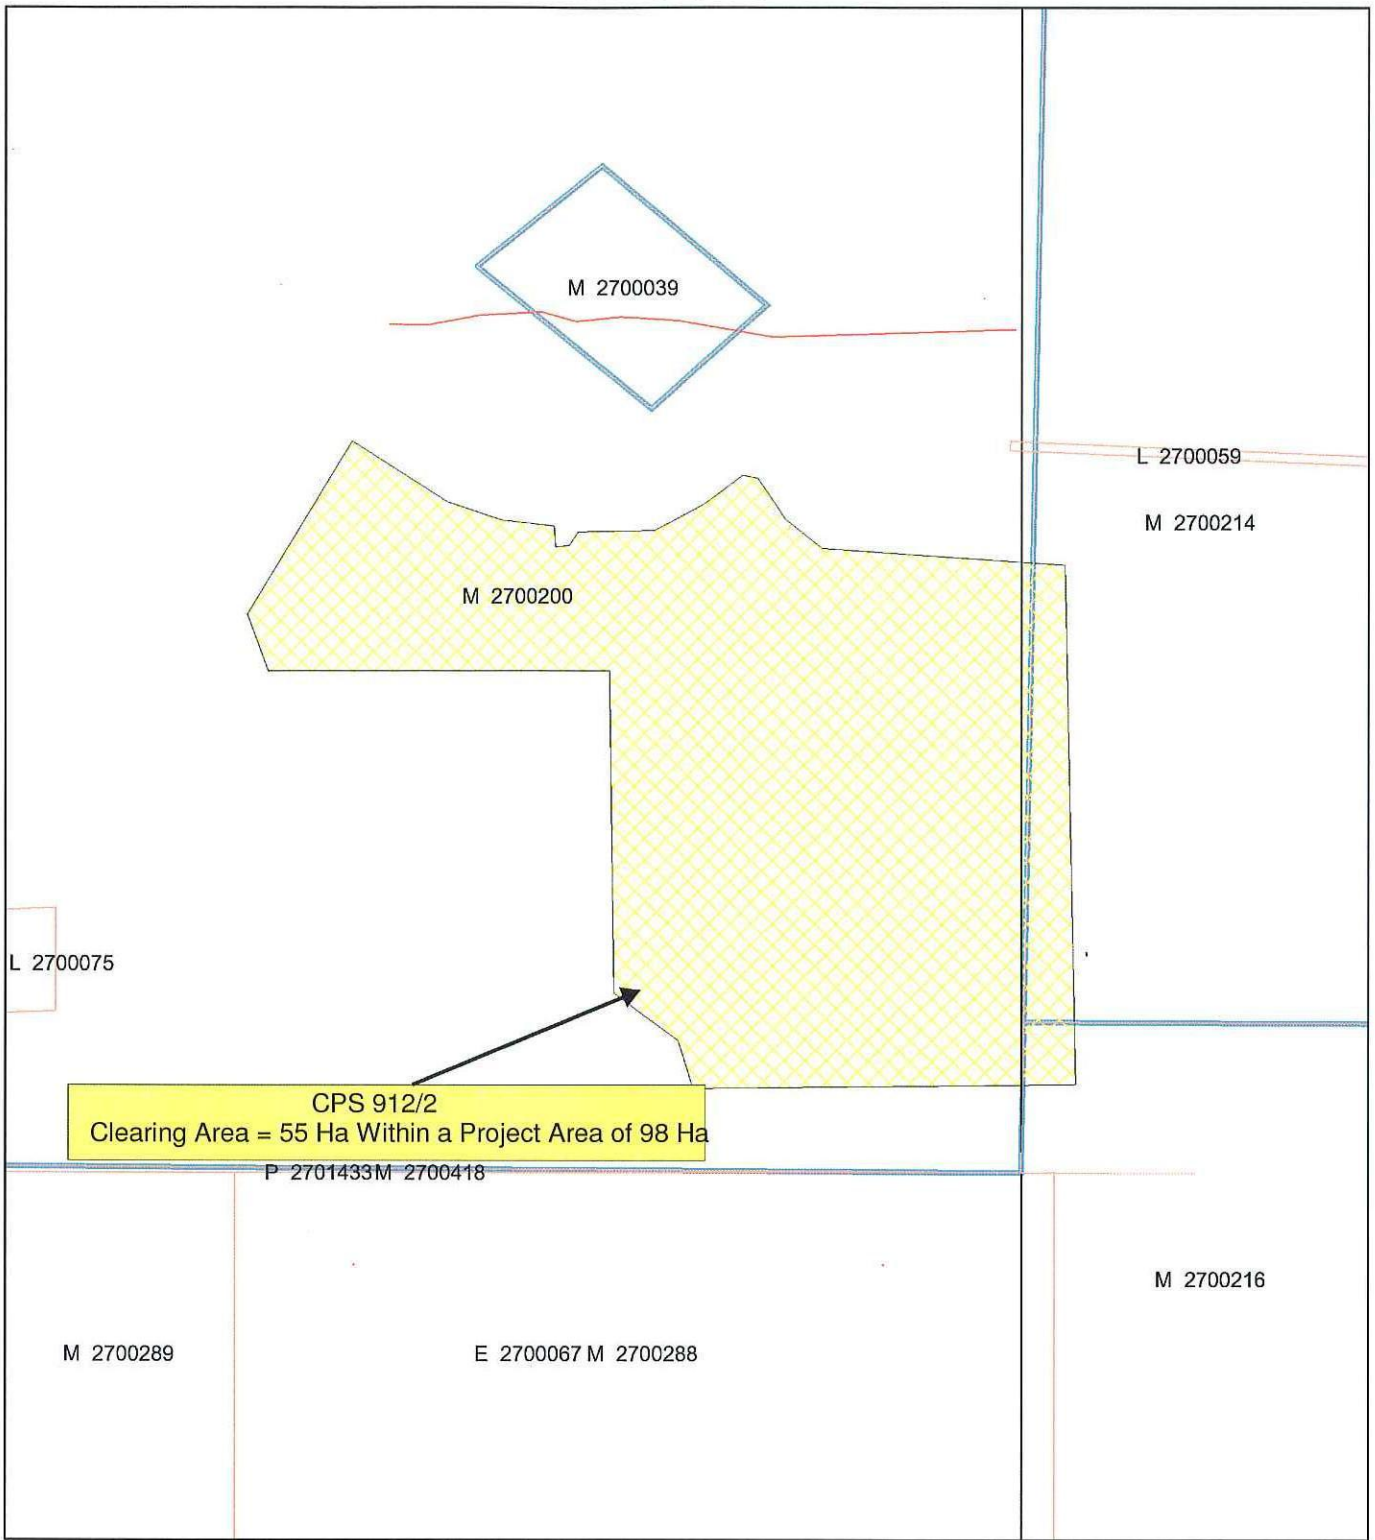 M 2700039
L 2700059
M 2700214
M 2700200
L 2700075
CPS 912/2
Clearing Area = 55 Ha Within a Project Area of 98 Ha
P 2701433M 2700418
M 2700216
M 2700289
E 2700067 M 2700288